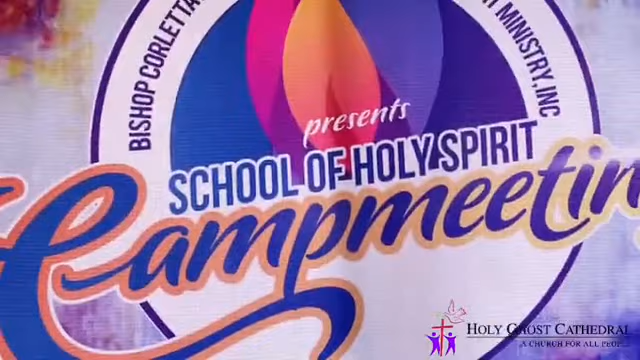 BISHOP CORLETTA
MINISTRY.INC
presents
SCHOOL OF HOLY SPIRIT
Campmeetin
HOLY GHOST CATHEDRAL
A CHURCH FOR ALL PEOPLE